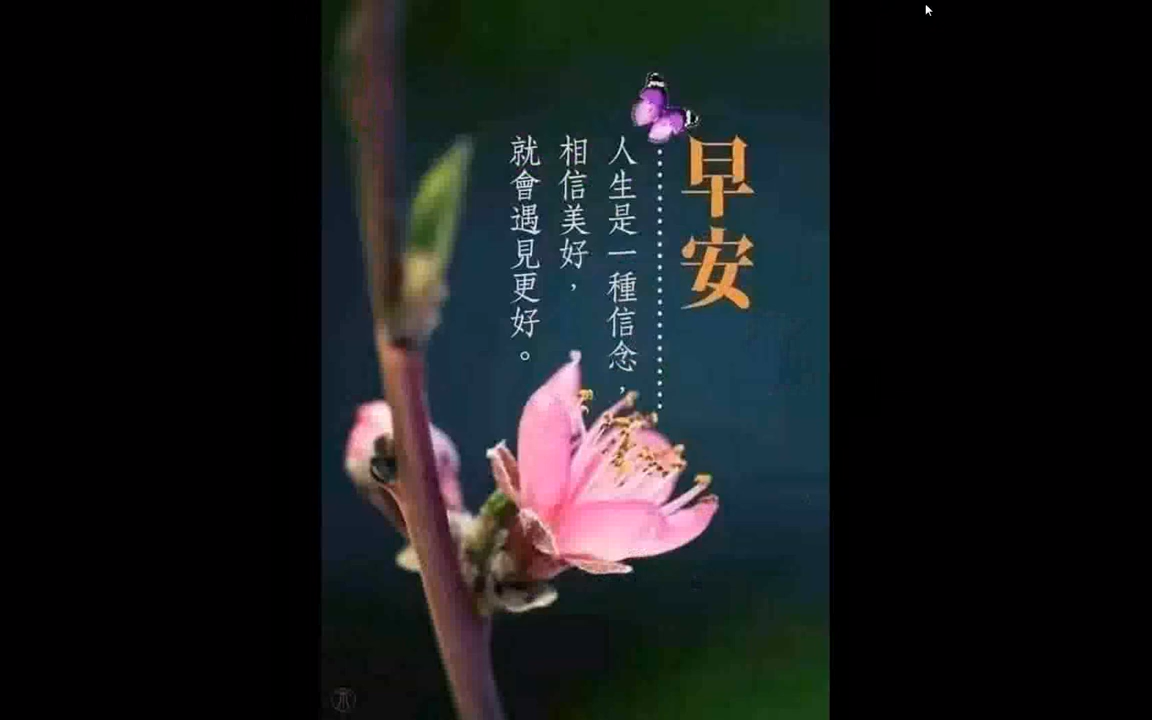 早安
人生是一種信念，
相信美好，
就會遇見更好。